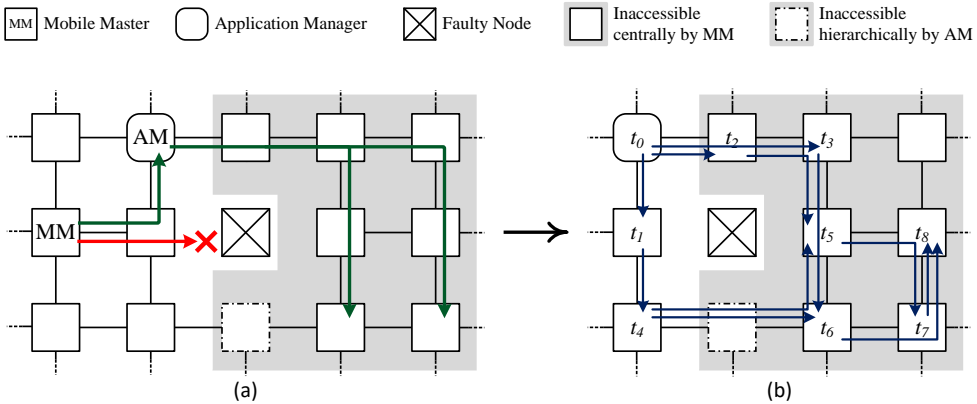 MM Mobile Master
Application Manager
Faulty Node
Inaccessible
centrally by MM
Inaccessible
hierarchically by AM
AM
MM
(a)
t0 t2 t3
t1 t5 t8
t4 t6 t7
(b)